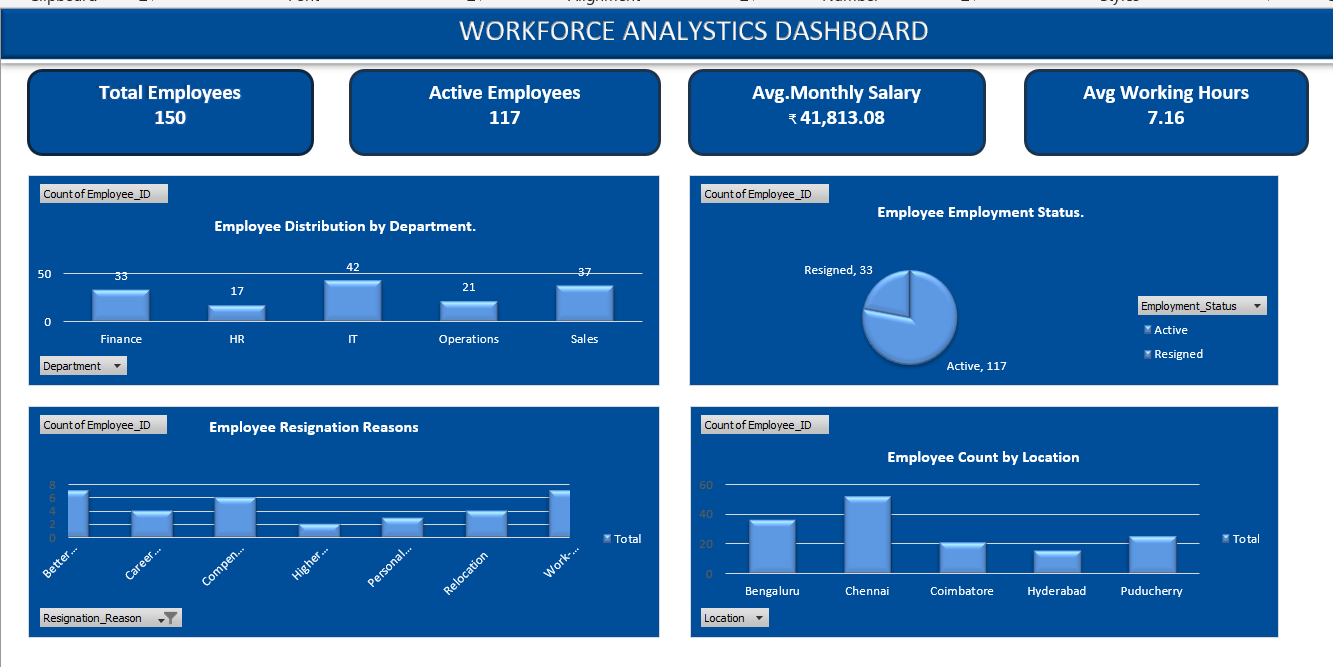 WORKFORCE ANALYSTICS DASHBOARD
Total Employees
150
Active Employees
117
Avg.Monthly Salary
₹ 41,813.08
Avg Working Hours
7.16
Count of Employee_ID
Employee Distribution by Department.
50
0
33
17
42
21
37
Finance
HR
IT
Operations
Sales
Department
Count of Employee_ID
Employee Employment Status.
Resigned, 33
Active, 117
Employment_Status
Active
Resigned
Count of Employee_ID
Employee Resignation Reasons
8
6
4
2
0
Better...
Career...
Compen...
Higher...
Personal...
Relocation
Work-...
Total
Resignation_Reason
Count of Employee_ID
Employee Count by Location
60
40
20
0
Bengaluru
Chennai
Coimbatore
Hyderabad
Puducherry
Total
Location